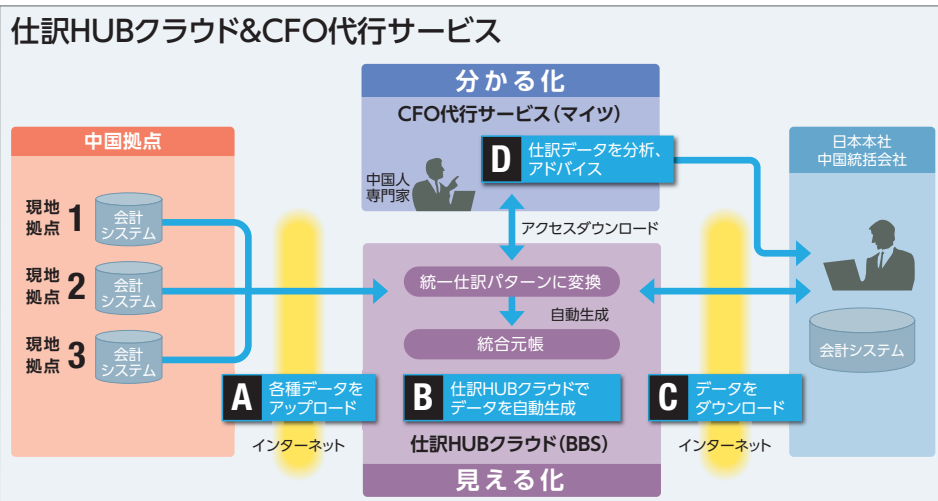 仕訳HUBクラウド&CFO代行サービス
分かる化
CFO代行サービス(マイツ)
中国人
専門家
D
仕訳データを分析、
アドバイス
中国拠点
現地
拠点
1
会計
システム
現地
拠点
2
会計
システム
現地
拠点
3
会計
システム
日本本社
中国統括会社
会計システム
アクセスダウンロード
統一仕訳パターンに変換
自動生成
統合元帳
A
各種データを
アップロード
B
仕訳HUBクラウドで
データを自動生成
C
データを
ダウンロード
インターネット
仕訳HUBクラウド(BBS)
インターネット
見える化